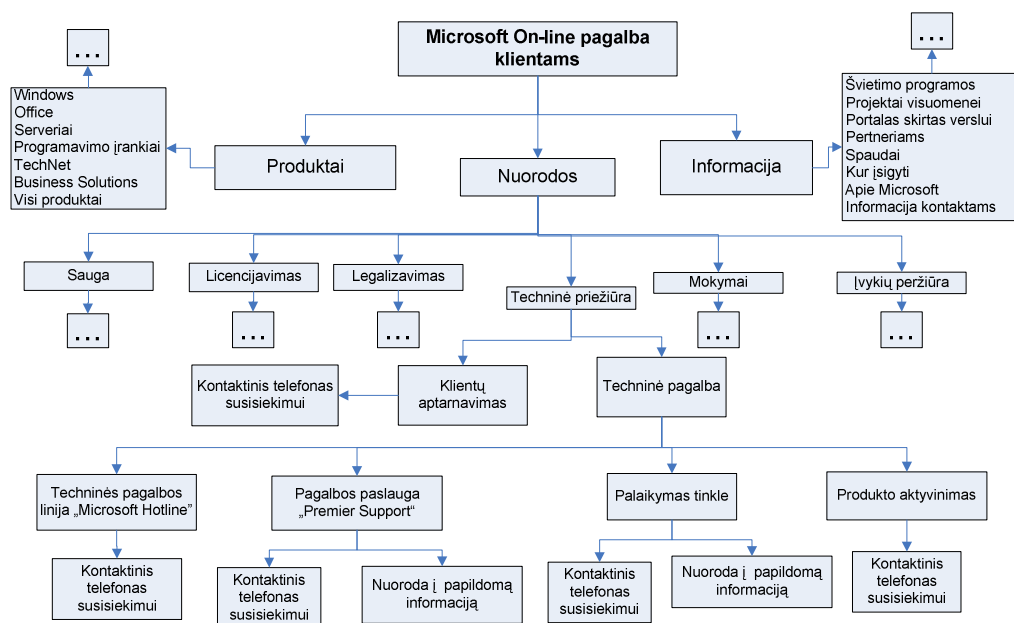 Microsoft On-line pagalba
klientams
...
...
Windows
Office
Serveriai
Programavimo įrankiai
TechNet
Business Solutions
Visi produktai
Produktai
Nuorodos
Informacija
Švietimo programos
Projektai visuomenei
Portalas skirtas verslui
Pertneriams
Spaudai
Kur įsigyti
Apie Microsoft
Informacija kontaktams
Sauga
Licencijavimas
Legalizavimas
Techninė priežiūra
Mokymai
Įvykių peržiūra
...
...
...
...
...
Kontaktinis telefonas
susisiekimui
Klientų
aptarnavimas
Techninė pagalba
Techninės pagalbos
linija „Microsoft Hotline”
Pagalbos paslauga
„Premier Support“
Palaikymas tinkle
Produkto aktyvinimas
Kontaktinis
telefonas
susisiekimui
Kontaktinis
telefonas
susisiekimui
Nuoroda į papildomą
informaciją
Kontaktinis
telefonas
susisiekimui
Nuoroda į papildomą
informaciją
Kontaktinis
telefonas
susisiekimui